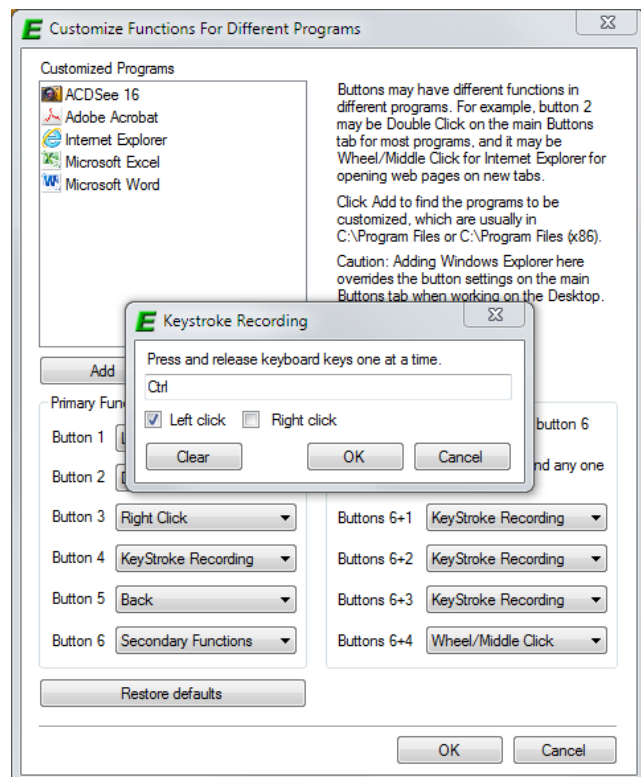 Customize Functions For Different Programs
Customized Programs
ACDSee 16
Adobe Acrobat
Internet Explorer
Microsoft Excel
Microsoft Word
Buttons may have different functions in
different programs. For example, button 2
may be Double Click on the main Buttons
tab for most programs, and it may be
Wheel/Middle Click for Internet Explorer for
opening web pages on new tabs.
Click Add to find the programs to be
customized, which are usually in
C:\Program Files or C:\Program Files (x86).
Caution: Adding Windows Explorer here
overrides the button settings on the main
Buttons tab when working on the Desktop.
Keystroke Recording
Press and release keyboard keys one at a time.
Ctrl
Left click
Right click
Clear
OK
Cancel
Add
Primary
button 6
and any one
Button 1
Button 2
Button 3 Right Click
Button 4 KeyStroke Recording
Button 5 Back
Button 6 Secondary Functions
Buttons 6+1 KeyStroke Recording
Buttons 6+2 KeyStroke Recording
Buttons 6+3 KeyStroke Recording
Buttons 6+4 Wheel/Middle Click
Restore defaults
OK
Cancel